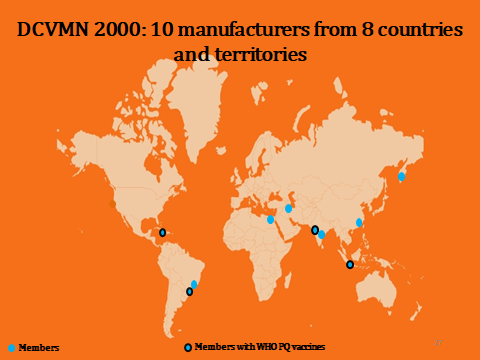 DCVMN 2000: 10 manufacturers from 8 countries
and territories
Members
Members with WHO PQ vaccines